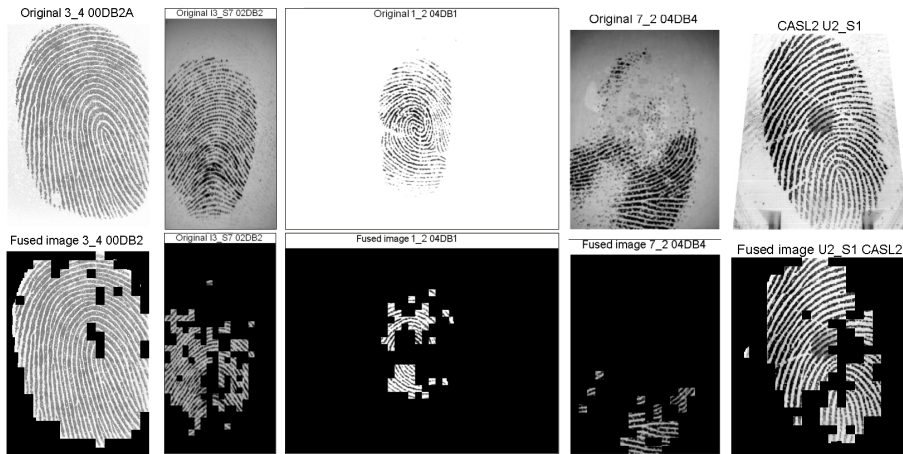 Original 3_4 00DB2A
Original I3_S7 02DB2
Original 1_2 04DB1
Original 7_2 04DB4
CASL2 U2_S1
Fused image 3_4 00DB2
Original I3_S7 02DB2
Fused image 1_2 04DB1
Fused image 7_2 04DB4
Fused image U2_S1 CASL2